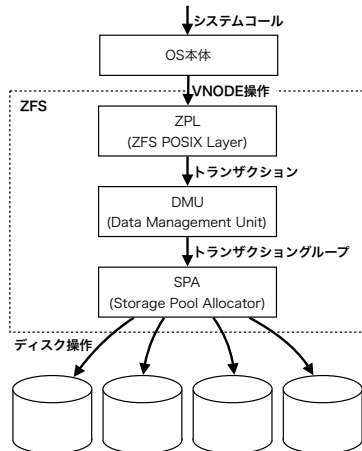 システムコール
OS本体
VNODE操作
ZFS
ZPL
(ZFS POSIX Layer)
トランザクション
DMU
(Data Management Unit)
トランザクショングループ
SPA
(Storage Pool Allocator)
ディスク操作